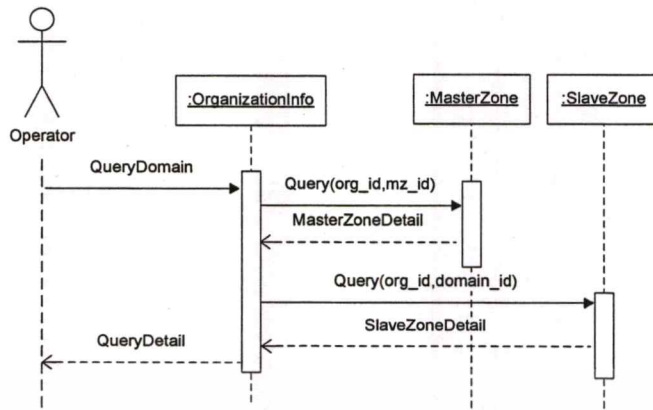 :OrganizationInfo
:MasterZone
:SlaveZone
Operator
QueryDomain
Query(org_id,mz_id)
MasterZoneDetail
Query(org_id,domain_id)
SlaveZoneDetail
QueryDetail